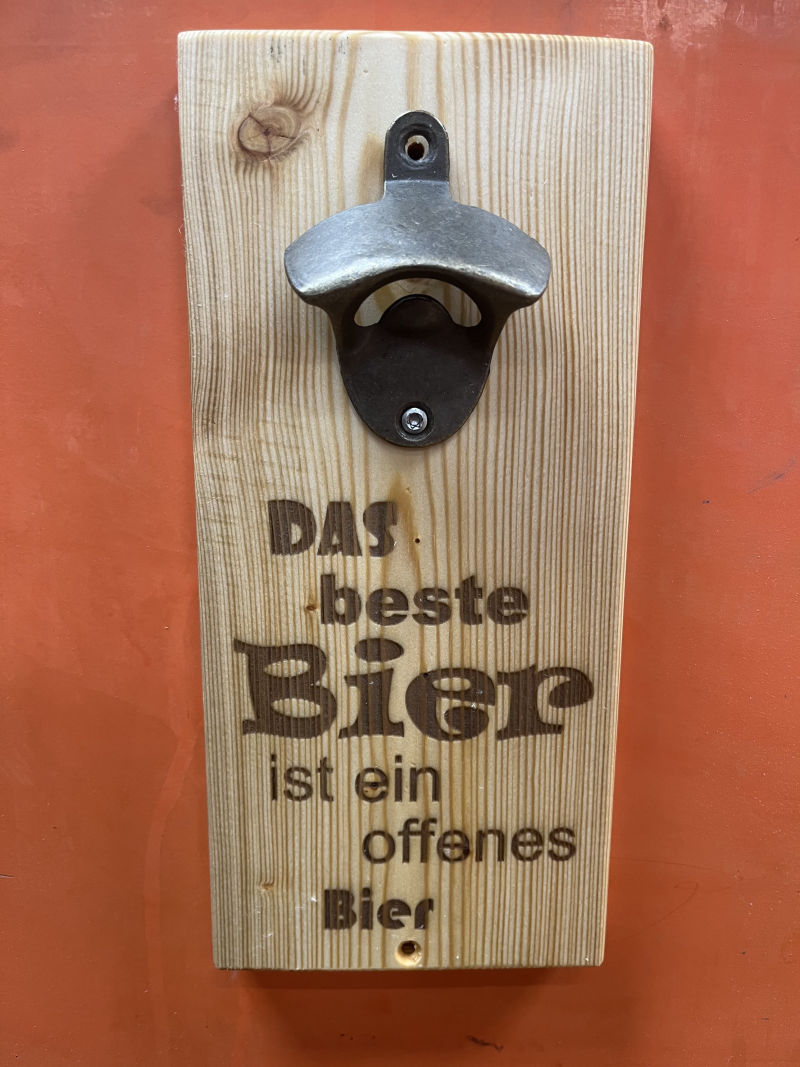 DAS
beste
Bier
ist ein
offenes
Bier